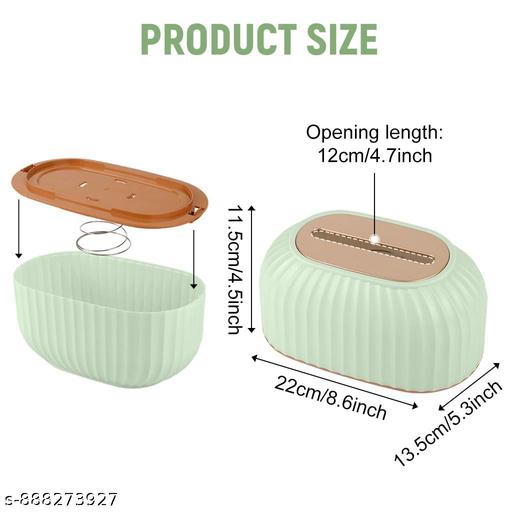 PRODUCT SIZE
Opening length:
12cm/4.7inch
11.5cm/4.5inch
22cm/8.6inch
13.5cm/5.3inch
s-888273927